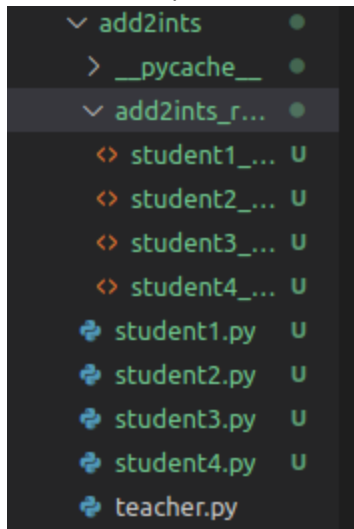 add2ints
__pycache__
add2ints_r...
student1_... U
student2_... U
student3_... U
student4_... U
student1.py U
student2.py U
student3.py U
student4.py U
teacher.py